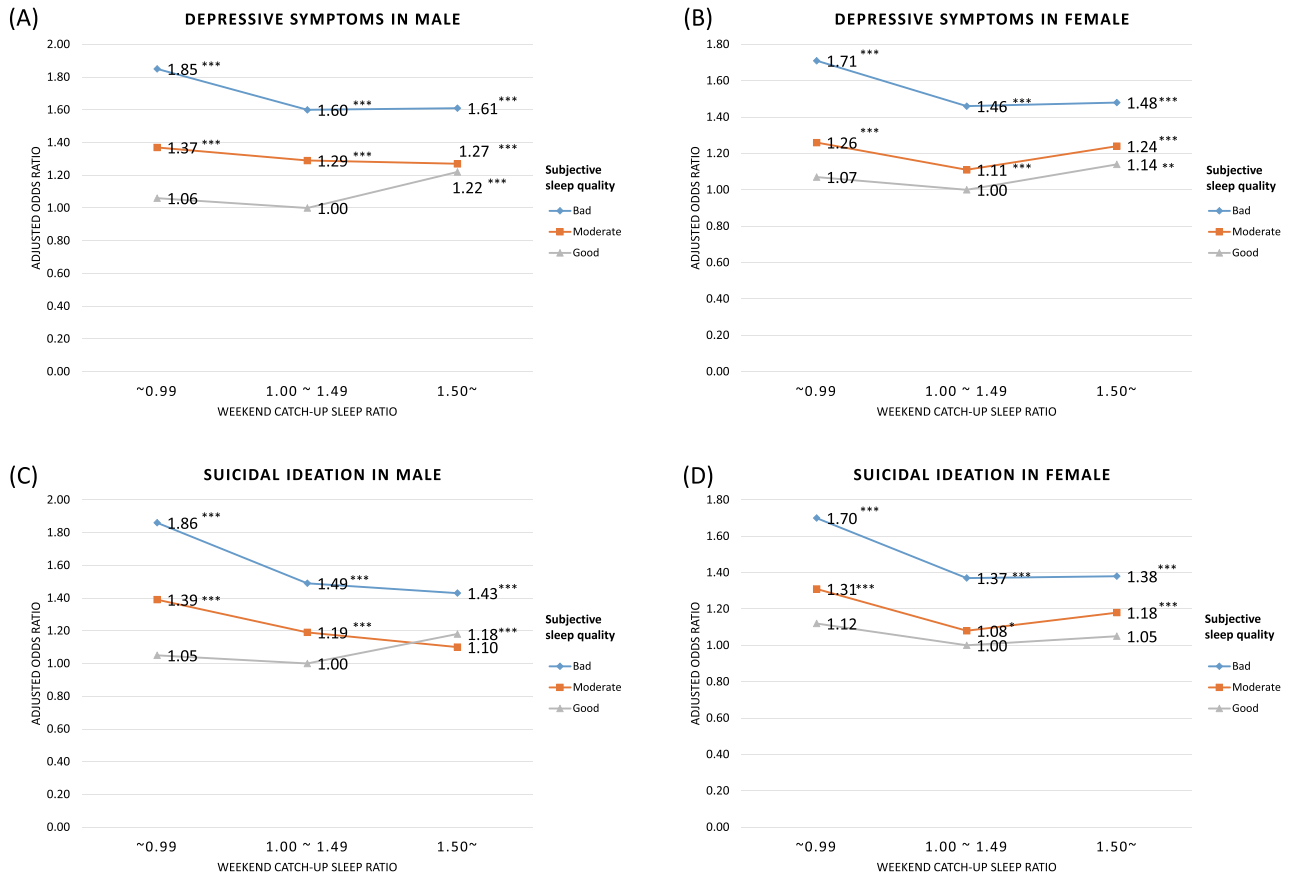 (A)
DEPRESSIVE SYMPTOMS IN MALE
2.00
1.80
1.60
1.40
1.20
1.00
0.80
0.60
0.40
0.20
0.00
ADJUSTED ODDS RATIO
1.85 ***
1.60 ***
1.61 ***
1.37 ***
1.29 ***
1.27 ***
1.06
1.00
1.22 ***
~0.99
1.00 ~ 1.49
1.50~
WEEKEND CATCH-UP SLEEP RATIO
Subjective
sleep quality
Bad
Moderate
Good
(B)
DEPRESSIVE SYMPTOMS IN FEMALE
1.80
1.60
1.40
1.20
1.00
0.80
0.60
0.40
0.20
0.00
ADJUSTED ODDS RATIO
1.71 ***
1.46 ***
1.48 ***
1.26 ***
1.11 ***
1.24 ***
1.07
1.00
1.14 **
~0.99
1.00 ~ 1.49
1.50~
WEEKEND CATCH-UP SLEEP RATIO
Subjective
sleep quality
Bad
Moderate
Good
(C)
SUICIDAL IDEATION IN MALE
2.00
1.80
1.60
1.40
1.20
1.00
0.80
0.60
0.40
0.20
0.00
ADJUSTED ODDS RATIO
1.86 ***
1.49 ***
1.43 ***
1.39 ***
1.19 ***
1.18 ***
1.10
1.05
1.00
~0.99
1.00 ~ 1.49
1.50~
WEEKEND CATCH-UP SLEEP RATIO
Subjective
sleep quality
Bad
Moderate
Good
(D)
SUICIDAL IDEATION IN FEMALE
1.80
1.60
1.40
1.20
1.00
0.80
0.60
0.40
0.20
0.00
ADJUSTED ODDS RATIO
1.70 ***
1.37 ***
1.38 ***
1.31 ***
1.08 *
1.18 ***
1.12
1.00
1.05
~0.99
1.00 ~ 1.49
1.50~
WEEKEND CATCH-UP SLEEP RATIO
Subjective
sleep quality
Bad
Moderate
Good